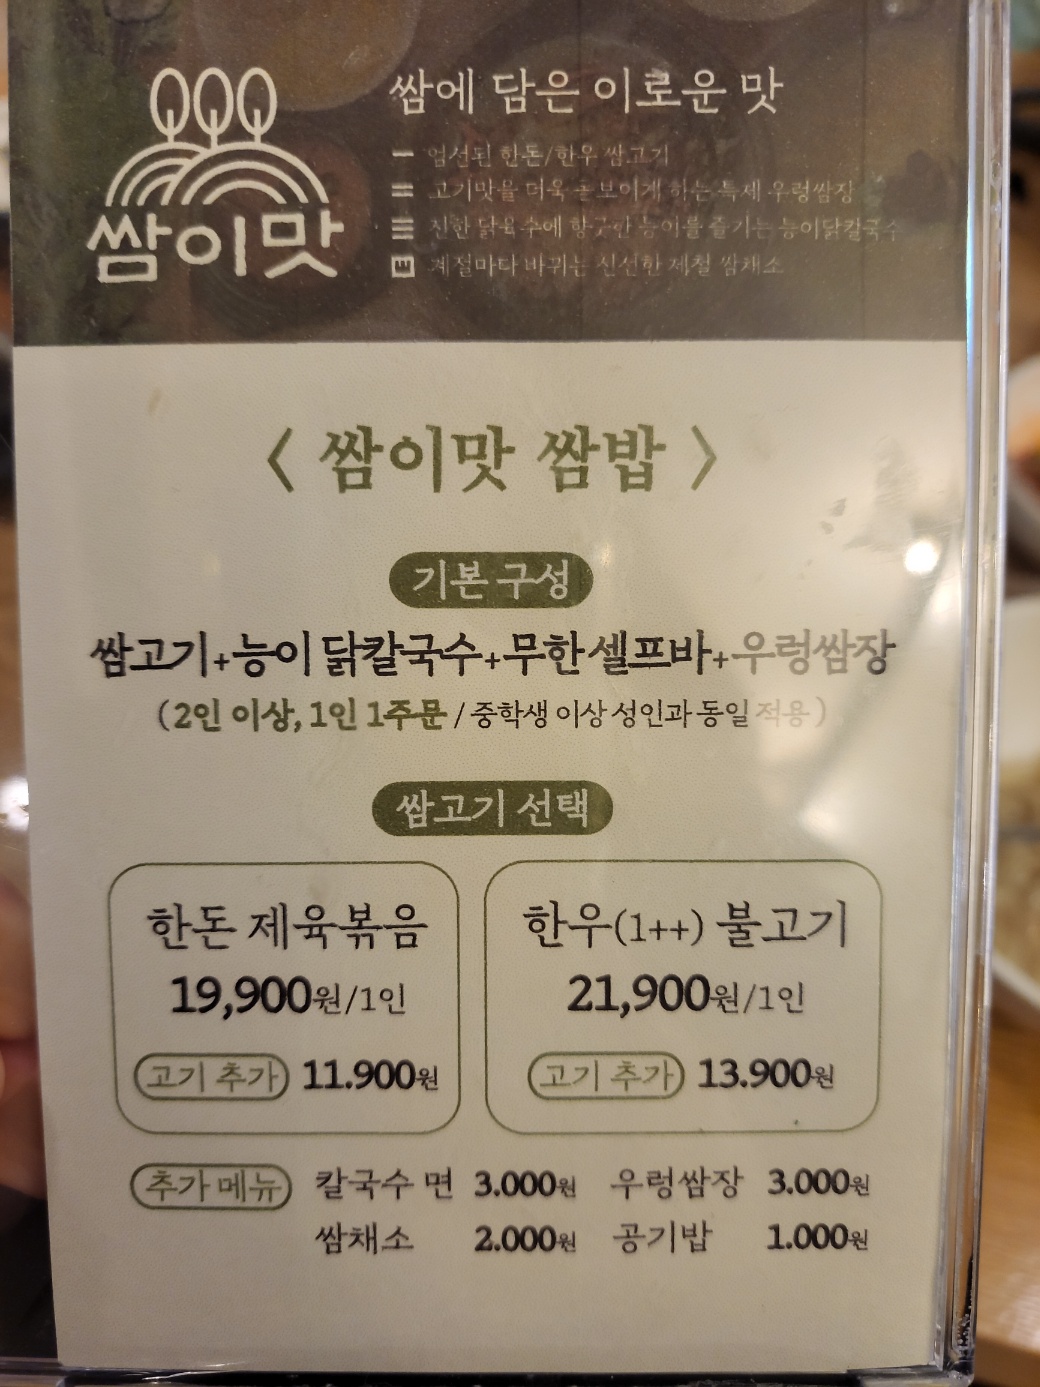 쌈이맛
쌈에 담은 이로운 맛
一 엄선된 한돈/한우 쌈고기
二 고기맛을 더욱 돋보이게 하는 특제 우렁쌈장
三 진한 닭육수에 향긋한 능이를 즐기는 능이닭칼국수
四 계절마다 바뀌는 신선한 제철 쌈채소
〈 쌈이맛 쌈밥 〉
기본 구성
쌈고기+능이 닭칼국수+무한 셀프바+우렁쌈장
(2인 이상, 1인 1주문 / 중학생 이상 성인과 동일 적용)
쌈고기 선택
한돈 제육볶음
19,900원/1인
고기 추가 11.900원
한우(1++) 불고기
21,900원/1인
고기 추가 13.900원
추가 메뉴 칼국수 면 3.000원 우렁쌈장 3.000원
쌈채소 2.000원 공기밥 1.000원